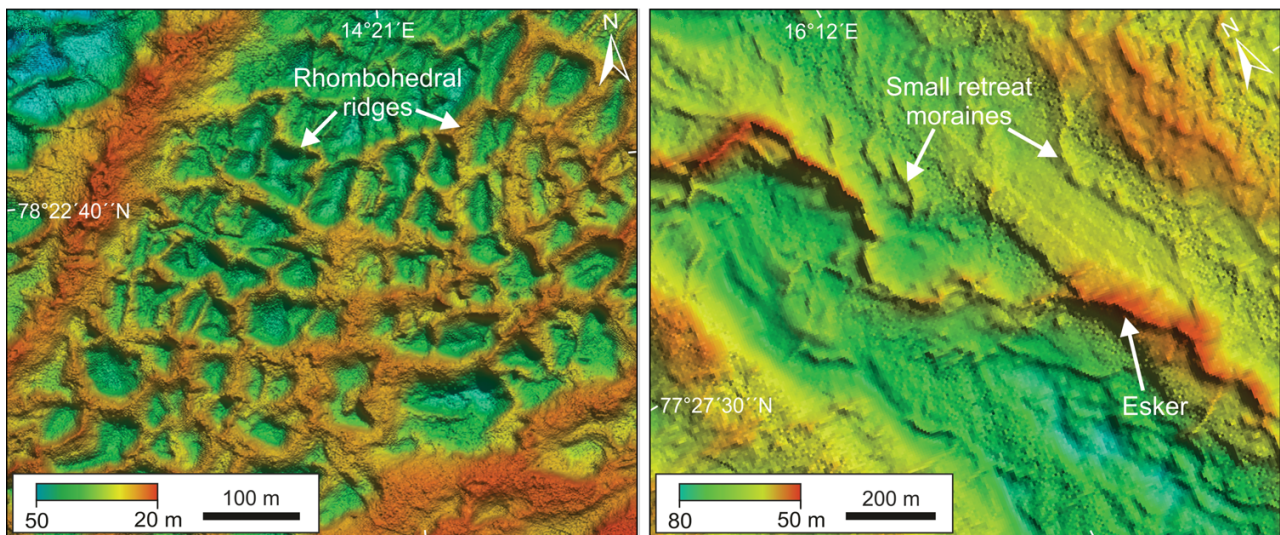 14°21´E
N
Rhombohedral
ridges
78°22´40´´N
50
20 m
100 m
16°12´E
N
Small retreat
moraines
77°27´30´´N
Esker
80
50 m
200 m